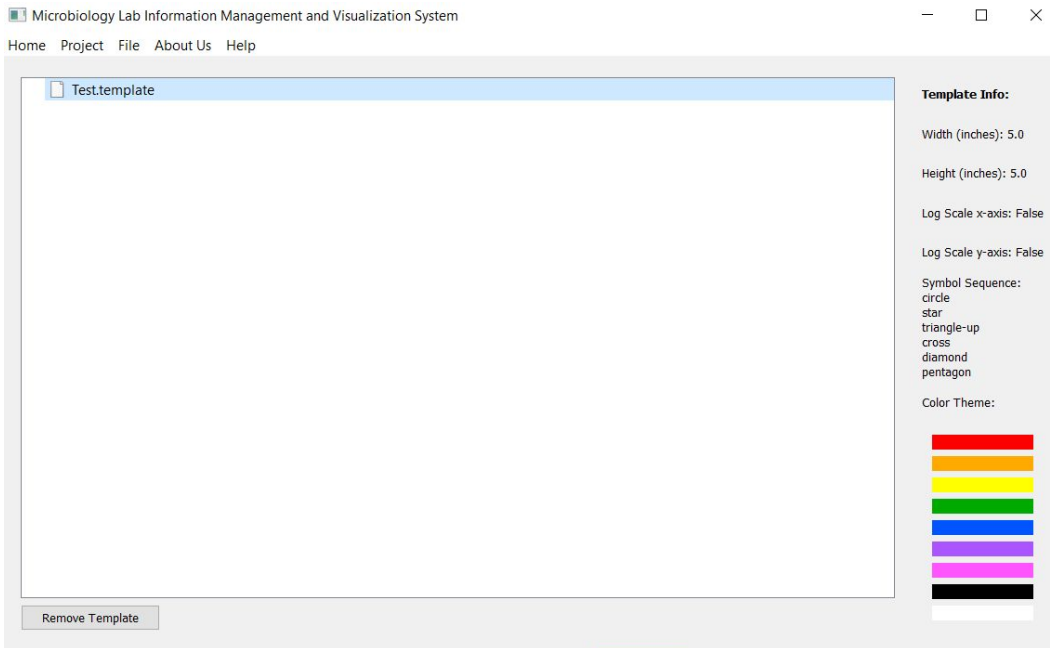 Microbiology Lab Information Management and Visualization System
Home Project File About Us Help
Test.template
Template Info:
Width (inches): 5.0
Height (inches): 5.0
Log Scale x-axis: False
Log Scale y-axis: False
Symbol Sequence:
circle
star
triangle-up
cross
diamond
pentagon
Color Theme:
Remove Template